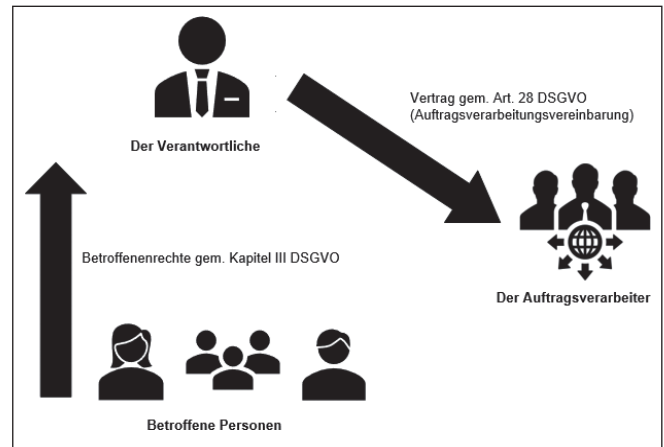 Vertrag gem. Art. 28 DSGVO
(Auftragsverarbeitungsvereinbarung)
Der Verantwortliche
Betroffenenrechte gem. Kapitel III DSGVO
Der Auftragsverarbeiter
Betroffene Personen